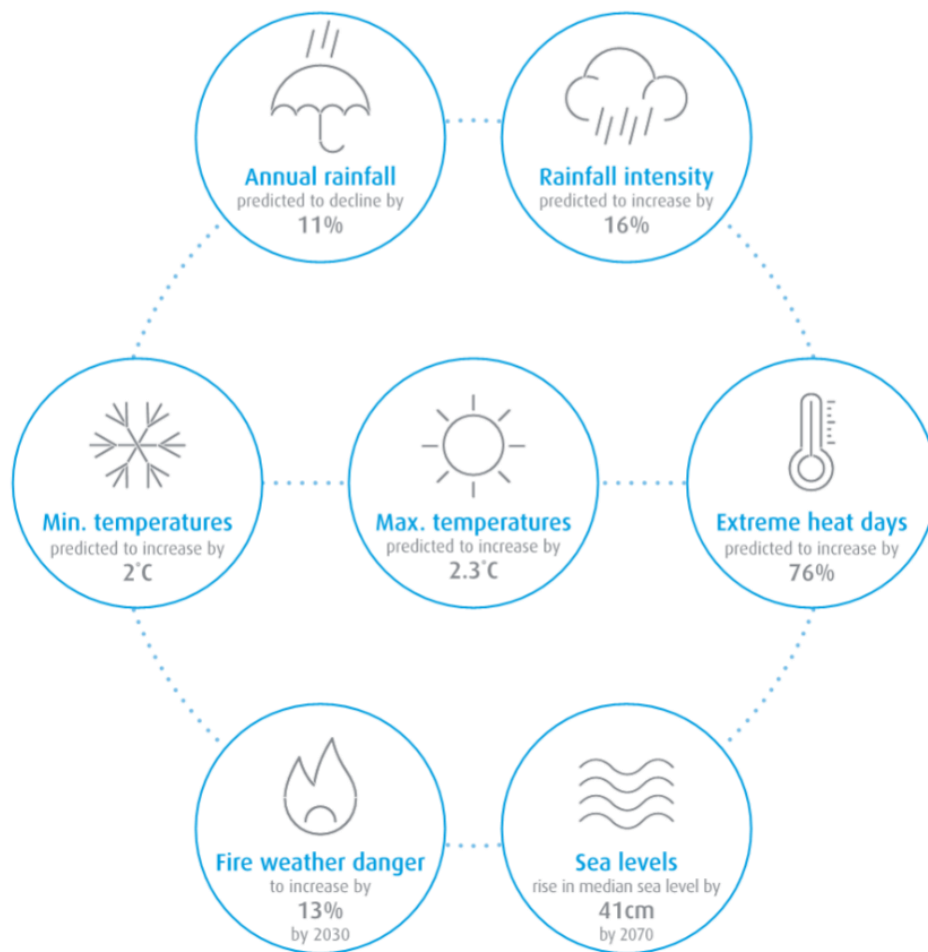 Annual rainfall
predicted to decline by
11%
Rainfall intensity
predicted to increase by
16%
Min. temperatures
predicted to increase by
2°C
Max. temperatures
predicted to increase by
2.3°C
Extreme heat days
predicted to increase by
76%
Fire weather danger
to increase by
13%
by 2030
Sea levels
rise in median sea level by
41cm
by 2070